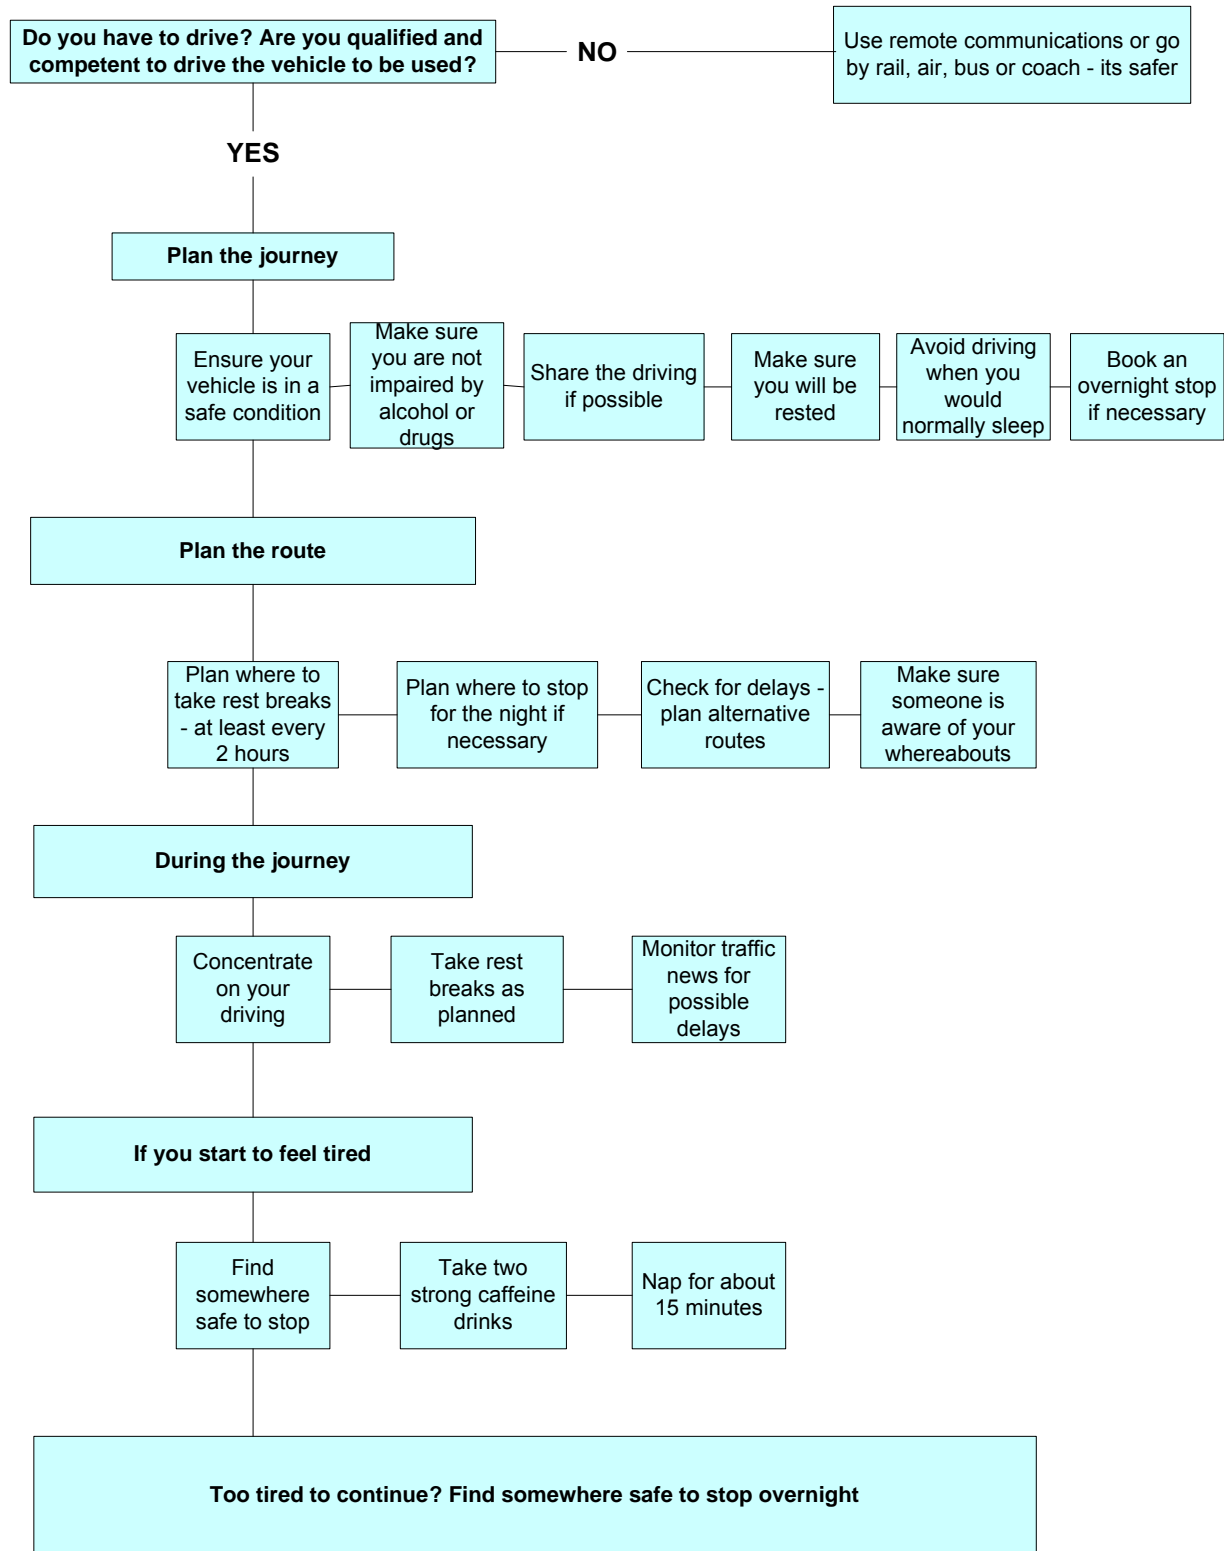 Do you have to drive? Are you qualified and
competent to drive the vehicle to be used?
NO
Use remote communications or go
by rail, air, bus or coach - its safer
YES
Plan the journey
Ensure your
vehicle is in a
safe condition
Make sure
you are not
impaired by
alcohol or
drugs
Share the driving
if possible
Make sure
you will be
rested
Avoid driving
when you
would
normally sleep
Book an
overnight stop
if necessary
Plan the route
Plan where to
take rest breaks
- at least every
2 hours
Plan where to stop
for the night if
necessary
Check for delays -
plan alternative
routes
Make sure
someone is
aware of your
whereabouts
During the journey
Concentrate
on your
driving
Take rest
breaks as
planned
Monitor traffic
news for
possible
delays
If you start to feel tired
Find
somewhere
safe to stop
Take two
strong caffeine
drinks
Nap for about
15 minutes
Too tired to continue? Find somewhere safe to stop overnight